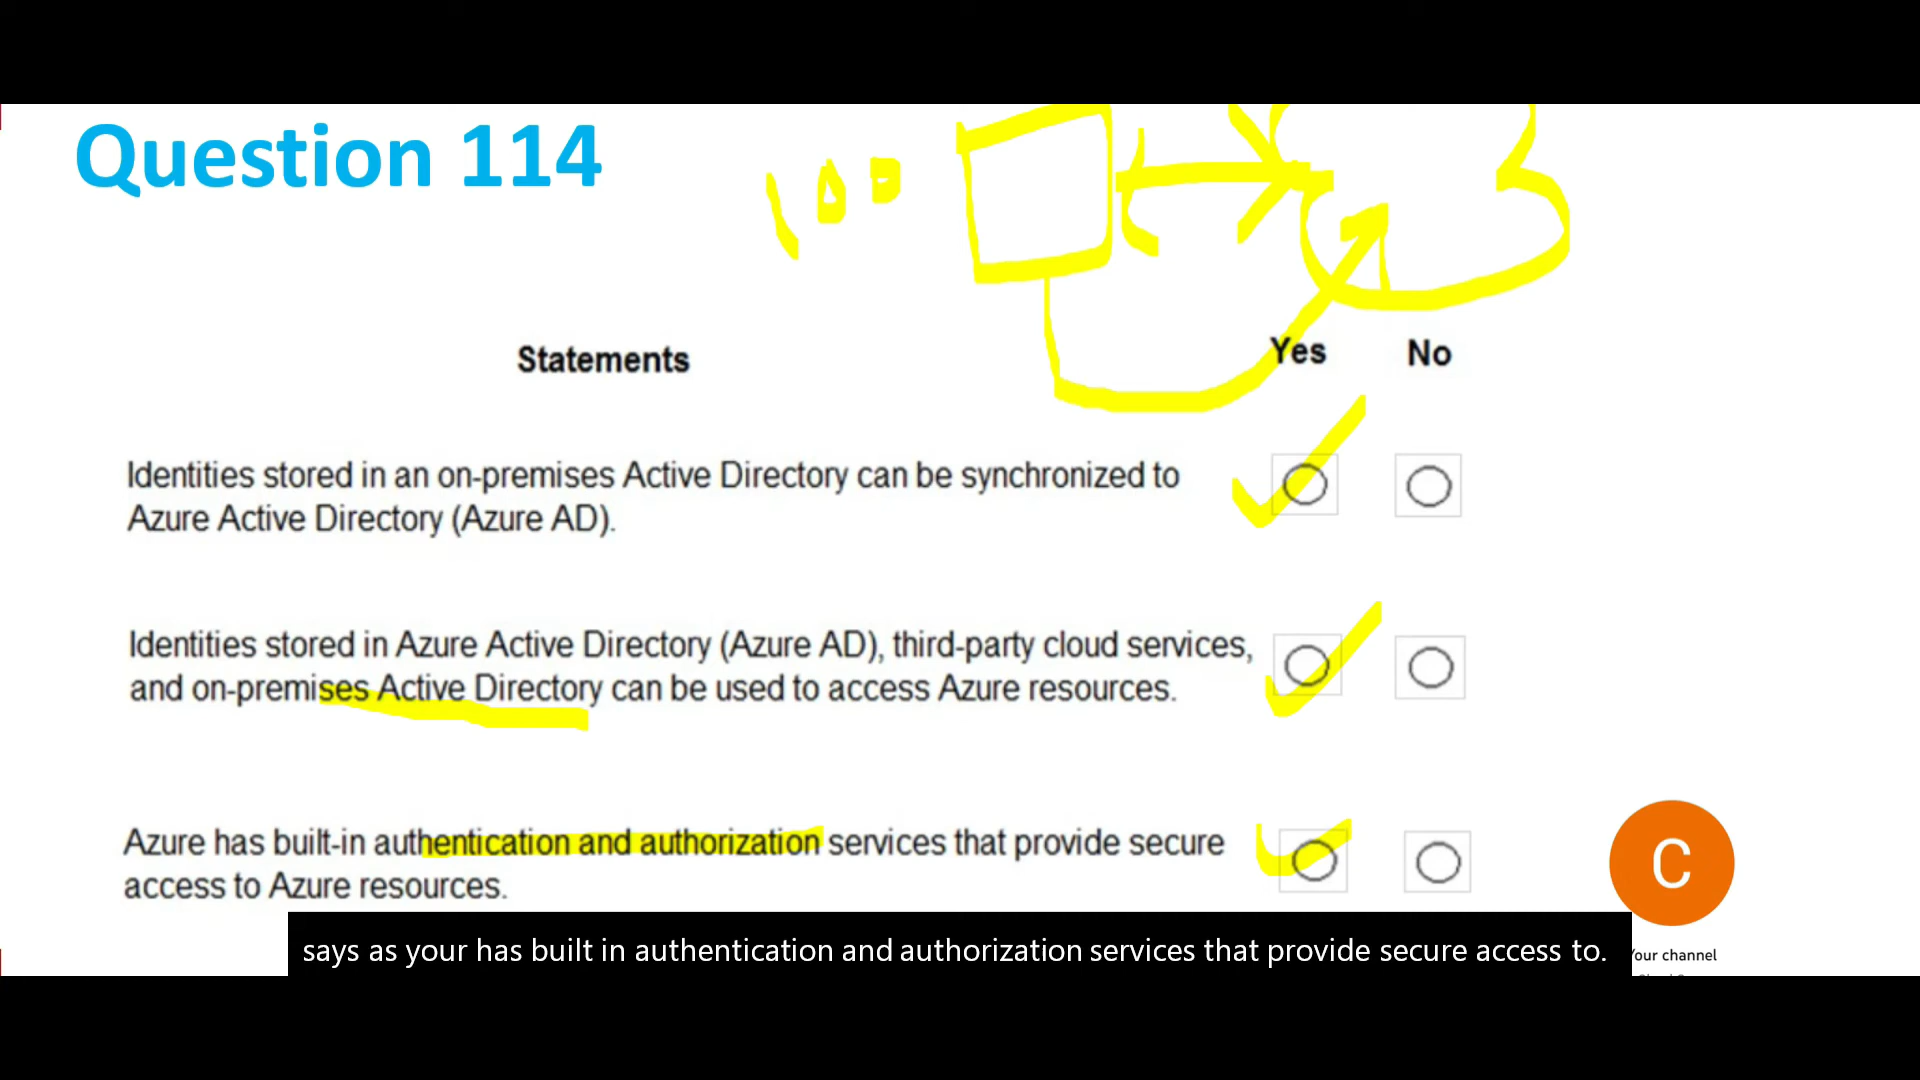 Question 114
100
Statements
Yes
No
Identities stored in an on-premises Active Directory can be synchronized to
Azure Active Directory (Azure AD).
Identities stored in Azure Active Directory (Azure AD), third-party cloud services,
and on-premises Active Directory can be used to access Azure resources.
Azure has built-in authentication and authorization services that provide secure
access to Azure resources.
C
says as your has built in authentication and authorization services that provide secure access to.
Your channel